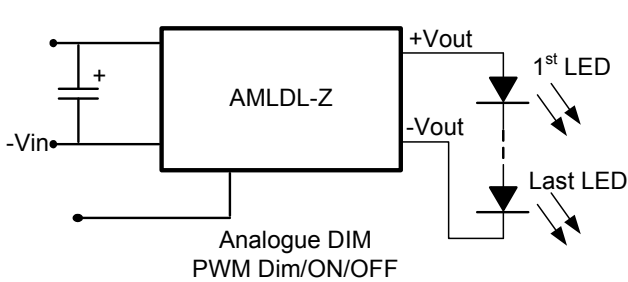 +Vout
1st LED
+
AMLDL-Z
-Vout
-Vin
Last LED
Analogue DIM
PWM Dim/ON/OFF